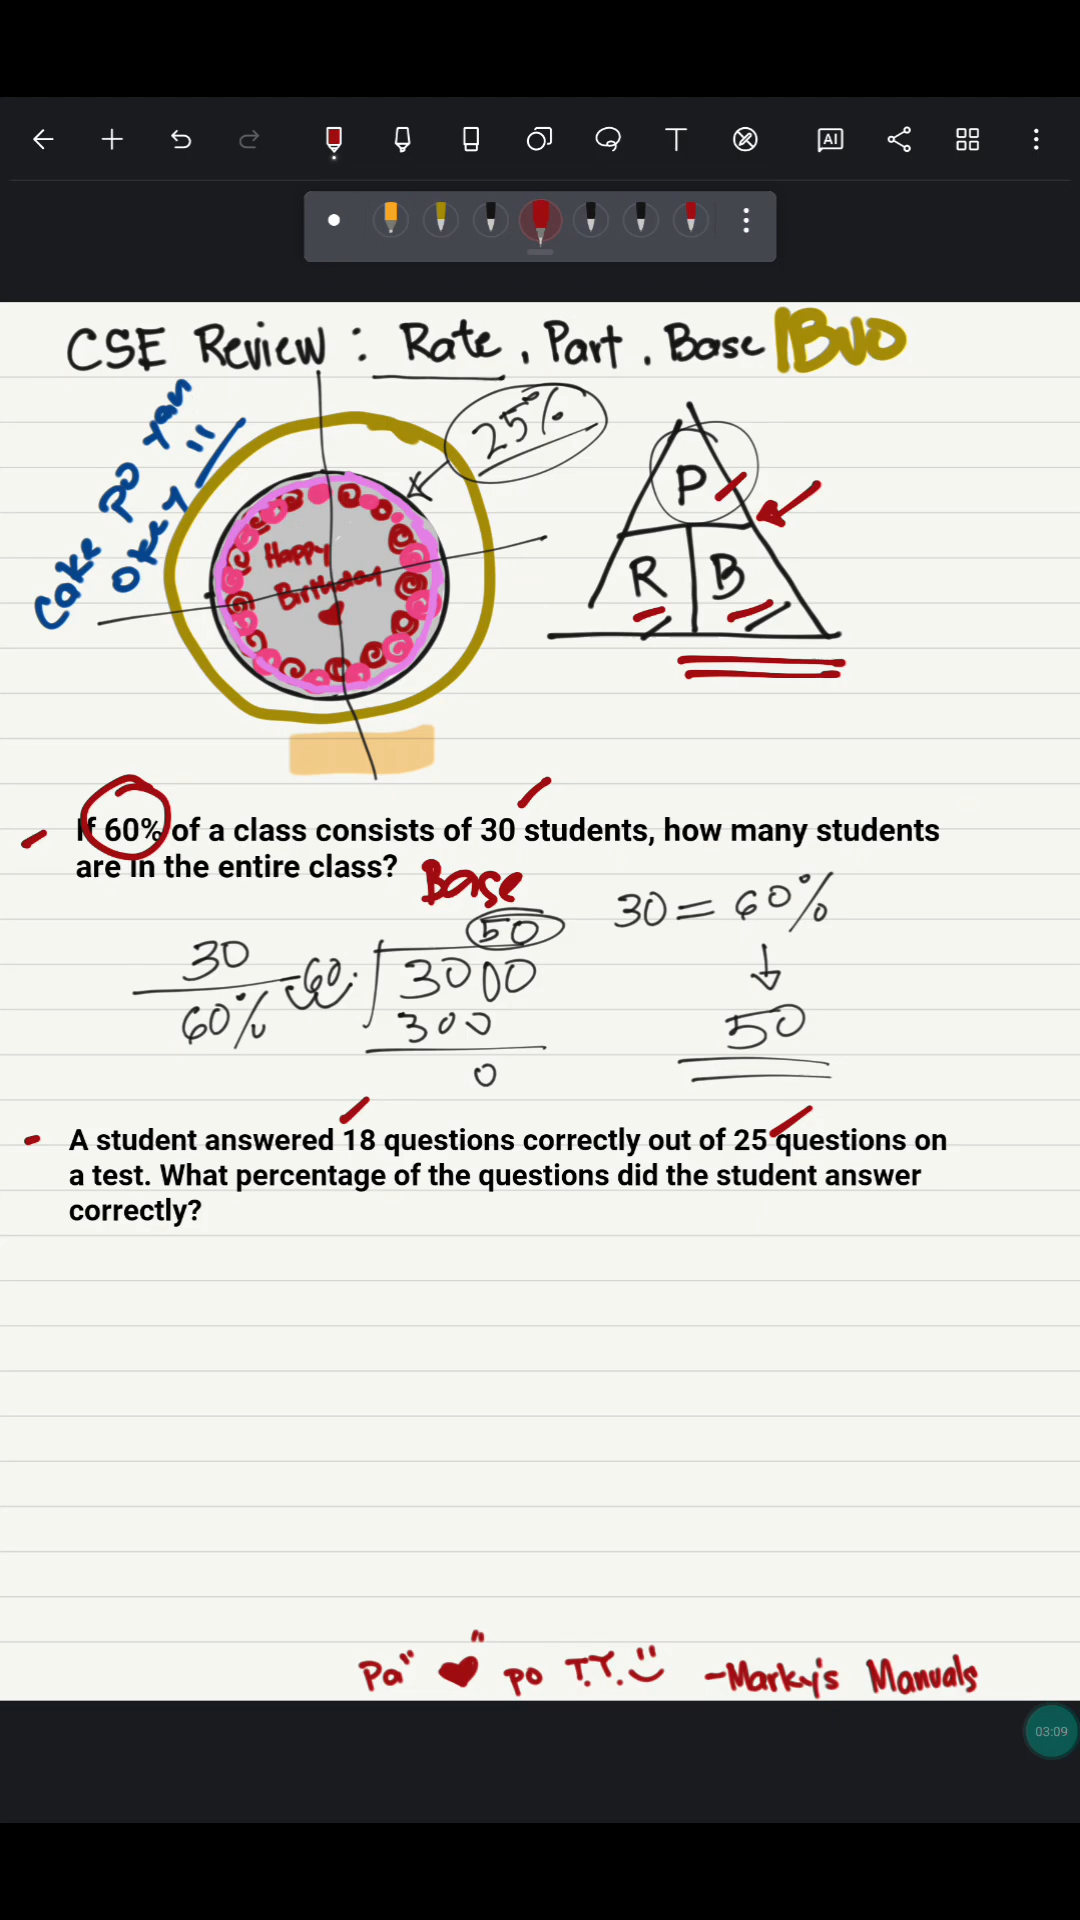 AI
CSE Review : Rate, Part, Base | BUO
Cake po yan
okey!!
25%
Happy
Birthday
P
R B
If 60% of a class consists of 30 students, how many students
are in the entire class?
Base
30 = 60%
50
50
30
60%
.60. 3000
300
0
A student answered 18 questions correctly out of 25 questions on
a test. What percentage of the questions did the student answer
correctly?
Pa" ❤" po T.Y. -Marky's Manuals
03:09